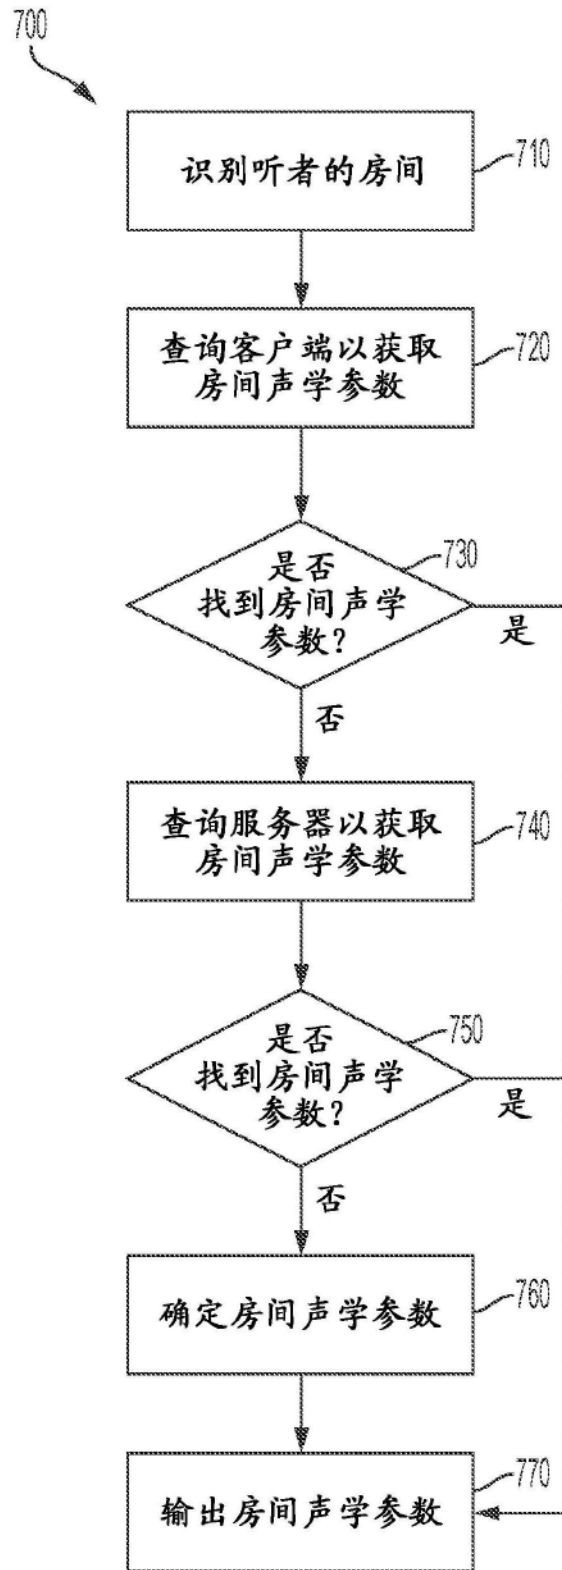 700
识别听者的房间
710
查询客户端以获取
房间声学参数
720
是否
找到房间声学
参数?
730
是
否
查询服务器以获取
房间声学参数
740
是否
找到房间声学
参数?
750
是
否
确定房间声学参数
760
输出房间声学参数
770